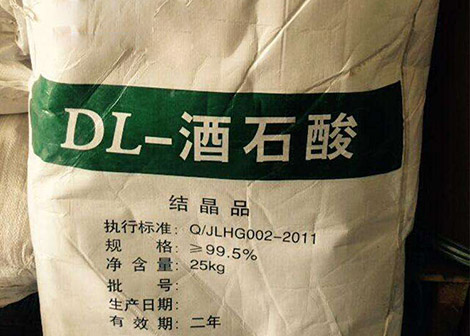 DL-酒石酸
结晶品
执行标准: Q/JLHG002-2011
规 格: ≥99.5%
净含量: 25kg
批 号:
生产日期:
有效期: 二年